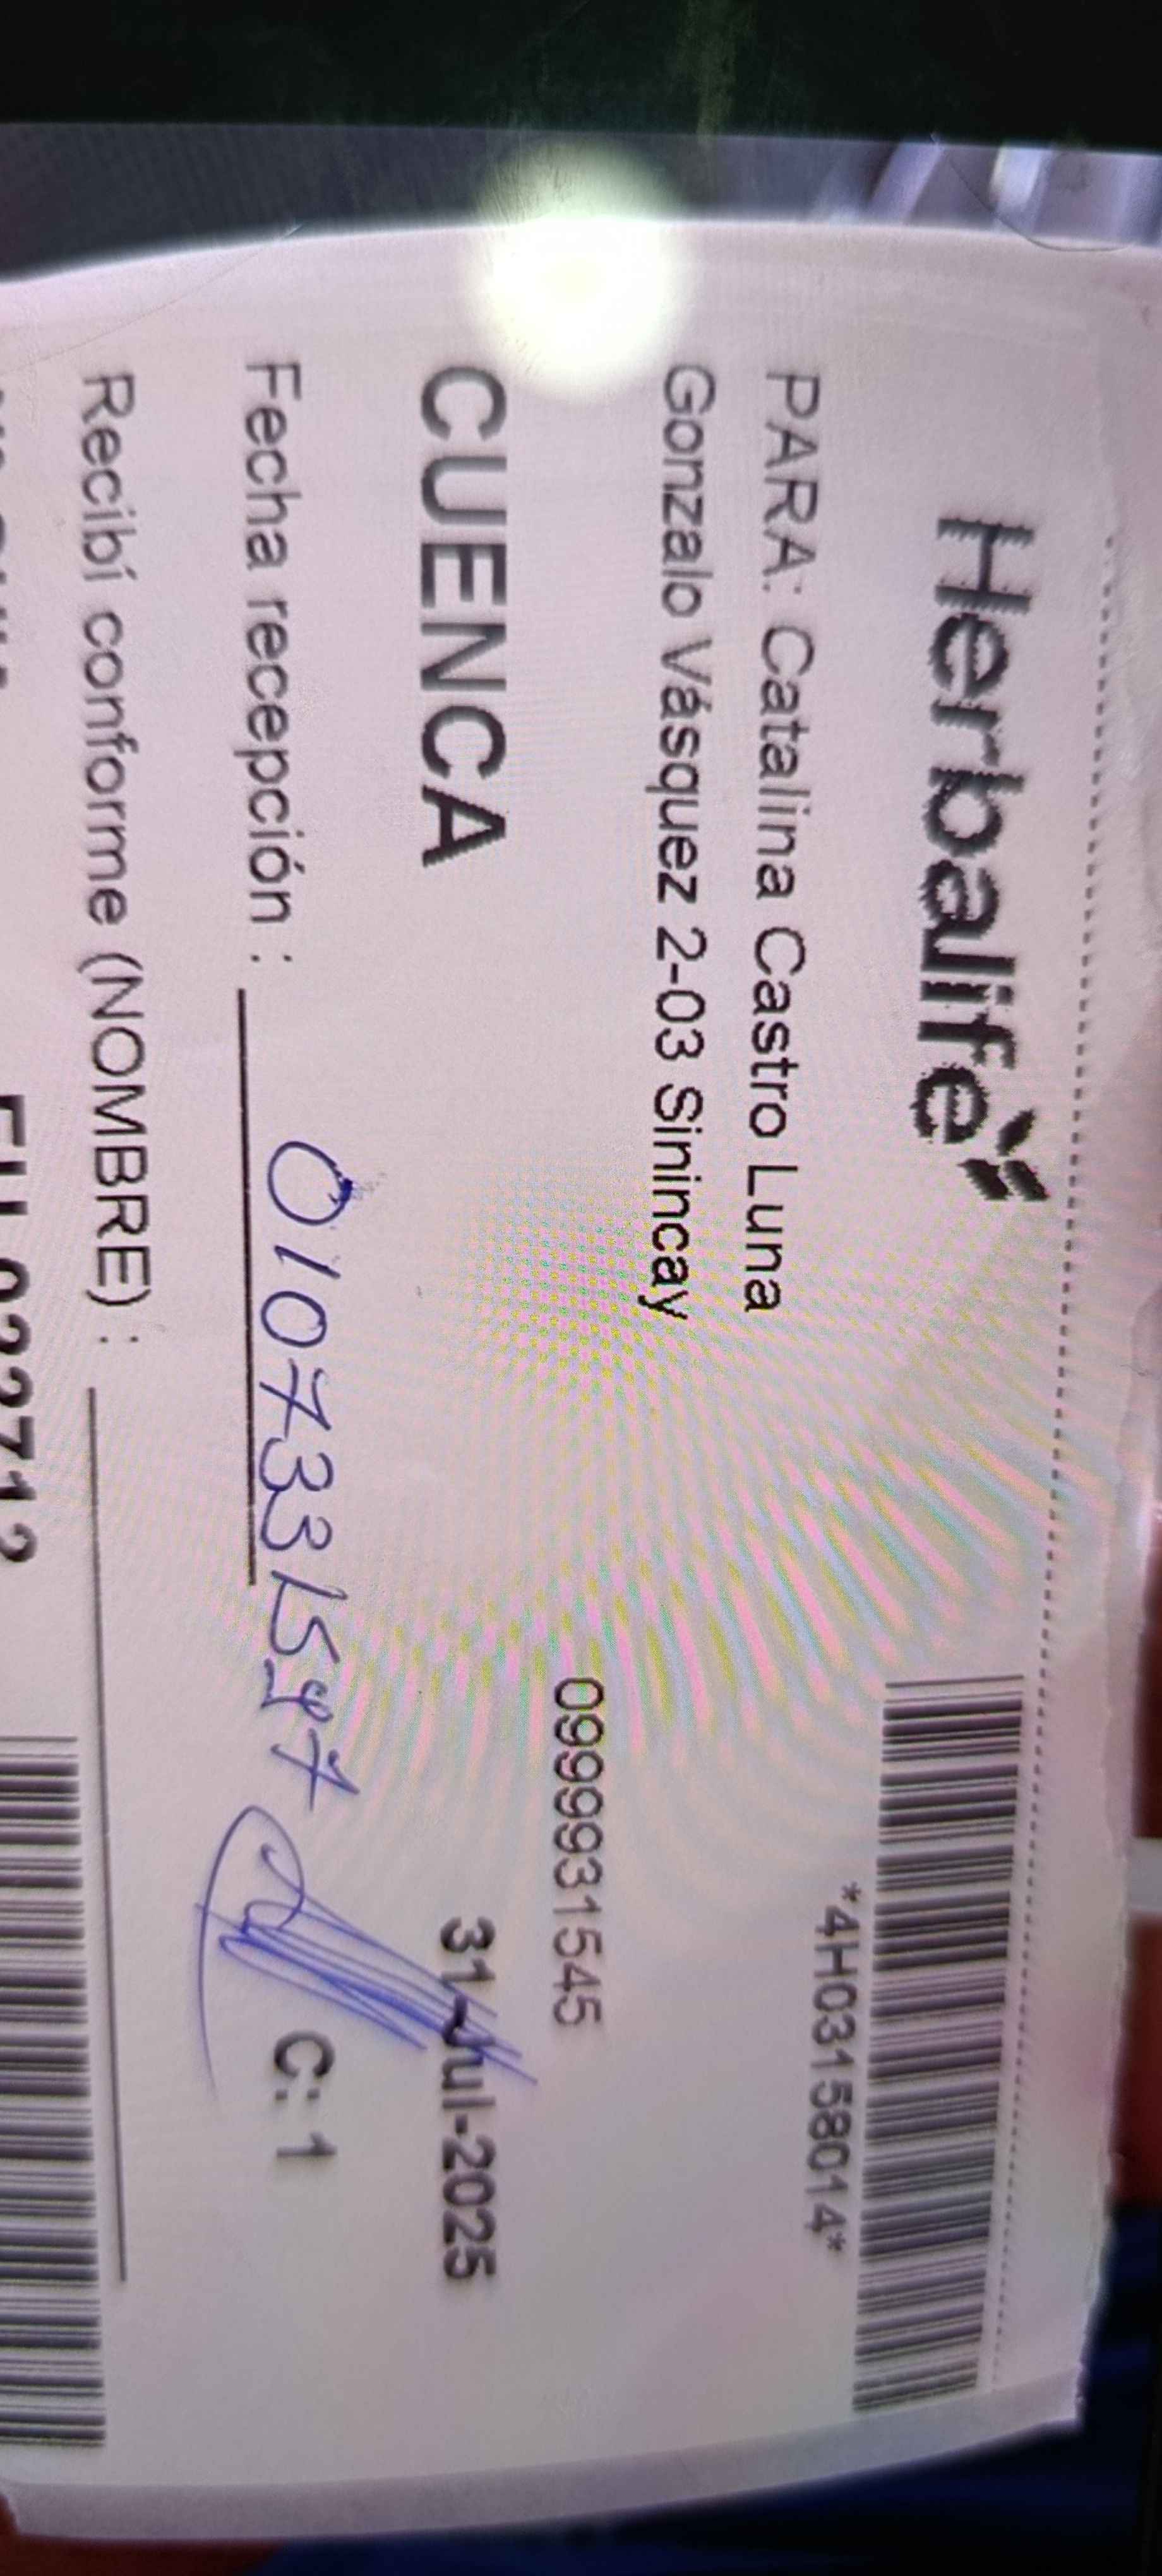 Herbalife
*4H03158014*
PARA: Catalina Castro Luna
Gonzalo Vásquez 2-03 Sinincay
0999931545
CUENCA
31-Jul-2025
Fecha recepción :
C: 1
Recibí conforme (NOMBRE) :